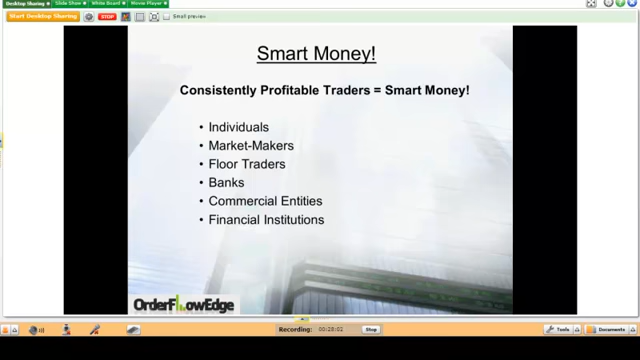 Desktop Sharing
Slide Show
White Board
Movie Player
Start Desktop Sharing
STOP
Small preview
Smart Money!
Consistently Profitable Traders = Smart Money!
• Individuals
• Market-Makers
• Floor Traders
• Banks
• Commercial Entities
• Financial Institutions
OrderFlowEdge
Recording:
00:28:02
Stop
Tools
Documents